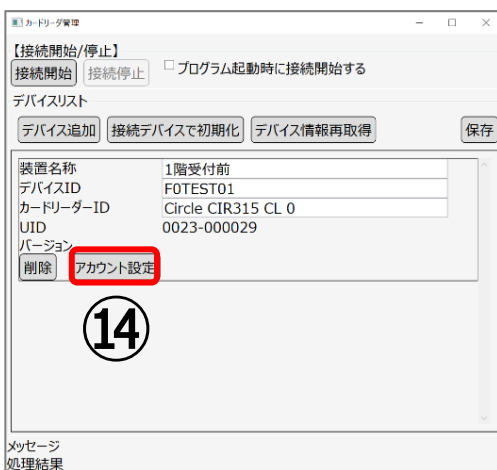 カードリーダ管理
【接続開始/停止】
接続開始 接続停止 プログラム起動時に接続開始する
デバイスリスト
デバイス追加 接続デバイスで初期化 デバイス情報再取得 保存
装置名称 1階受付前
デバイスID F0TEST01
カードリーダーID Circle CIR315 CL 0
UID 0023-000029
バージョン
削除 アカウント設定
⑭
メッセージ
処理結果